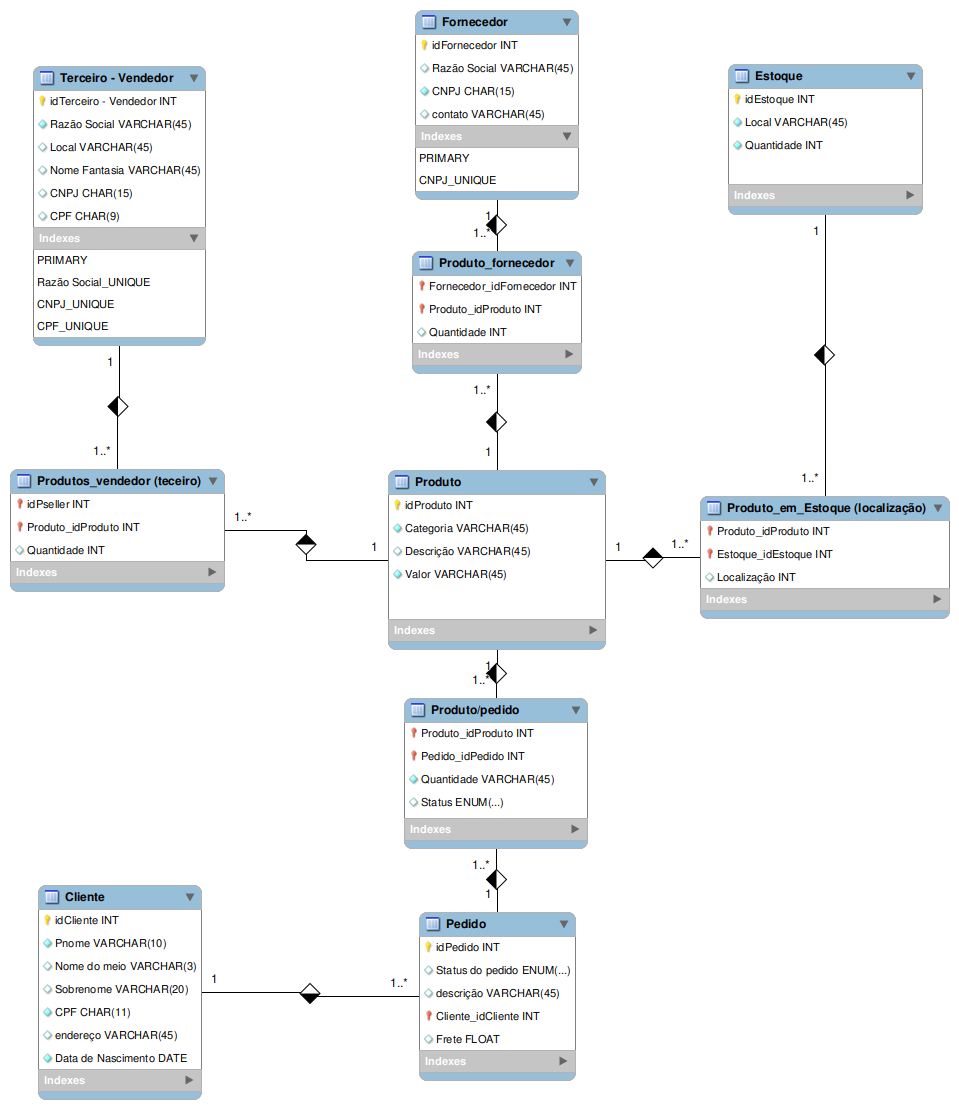 Fornecedor
idFornecedor INT
Razão Social VARCHAR(45)
CNPJ CHAR(15)
contato VARCHAR(45)
Indexes
PRIMARY
CNPJ_UNIQUE
Terceiro - Vendedor
idTerceiro - Vendedor INT
Razão Social VARCHAR(45)
Local VARCHAR(45)
Nome Fantasia VARCHAR(45)
CNPJ CHAR(15)
CPF CHAR(9)
Indexes
PRIMARY
Razão Social_UNIQUE
CNPJ_UNIQUE
CPF_UNIQUE
Estoque
idEstoque INT
Local VARCHAR(45)
Quantidade INT
Indexes
1
1..*
Produto_fornecedor
Fornecedor_idFornecedor INT
Produto_idProduto INT
Quantidade INT
Indexes
1
1..*
1
1..*
1..*
1
Produtos_vendedor (teceiro)
idPseller INT
Produto_idProduto INT
Quantidade INT
Indexes
1..*
1
Produto
idProduto INT
Categoria VARCHAR(45)
Descrição VARCHAR(45)
Valor VARCHAR(45)
Indexes
1
1..*
Produto_em_Estoque (localização)
Produto_idProduto INT
Estoque_idEstoque INT
Localização INT
Indexes
1
1..*
Produto/pedido
Produto_idProduto INT
Pedido_idPedido INT
Quantidade VARCHAR(45)
Status ENUM(...)
Indexes
1..*
1
Cliente
idCliente INT
Pnome VARCHAR(10)
Nome do meio VARCHAR(3)
Sobrenome VARCHAR(20)
CPF CHAR(11)
endereço VARCHAR(45)
Data de Nascimento DATE
Indexes
1
1..*
Pedido
idPedido INT
Status do pedido ENUM(...)
descrição VARCHAR(45)
Cliente_idCliente INT
Frete FLOAT
Indexes